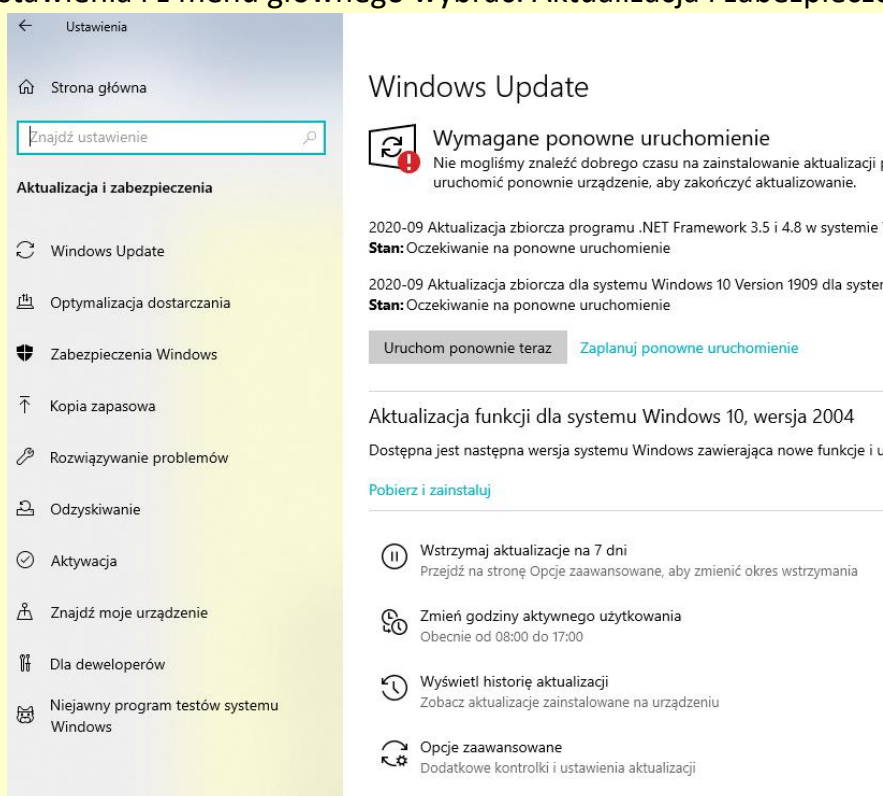 i z menu głównego wybrać: Aktualizacja i
Ustawienia
Strona główna
Znajdź ustawienie
Aktualizacja i zabezpieczenia
Windows Update
Optymalizacja dostarczania
Zabezpieczenia Windows
Kopia zapasowa
Rozwiązywanie problemów
Odzyskiwanie
Aktywacja
Znajdź moje urządzenie
Dla deweloperów
Niejawny program testów systemu
Windows
Windows Update
Wymagane ponowne uruchomienie
Nie mogliśmy znaleźć dobrego czasu na zainstalowanie aktualizacji
uruchomić ponownie urządzenie, aby zakończyć aktualizowanie.
2020-09 Aktualizacja zbiorcza programu .NET Framework 3.5 i 4.8 w systemie
Stan: Oczekiwanie na ponowne uruchomienie
2020-09 Aktualizacja zbiorcza dla systemu Windows 10 Version 1909 dla
Stan: Oczekiwanie na ponowne uruchomienie
Uruchom ponownie teraz Zaplanuj ponowne uruchomienie
Aktualizacja funkcji dla systemu Windows 10, wersja 2004
Dostępna jest następna wersja systemu Windows zawierająca nowe funkcje i
Pobierz i zainstaluj
Wstrzymaj aktualizacje na 7 dni
Przejdź na stronę Opcje zaawansowane, aby zmienić okres wstrzymania
Zmień godziny aktywnego użytkowania
Obecnie od 08:00 do 17:00
Wyświetl historię aktualizacji
Zobacz aktualizacje zainstalowane na urządzeniu
Opcje zaawansowane
Dodatkowe kontrolki i ustawienia aktualizacji